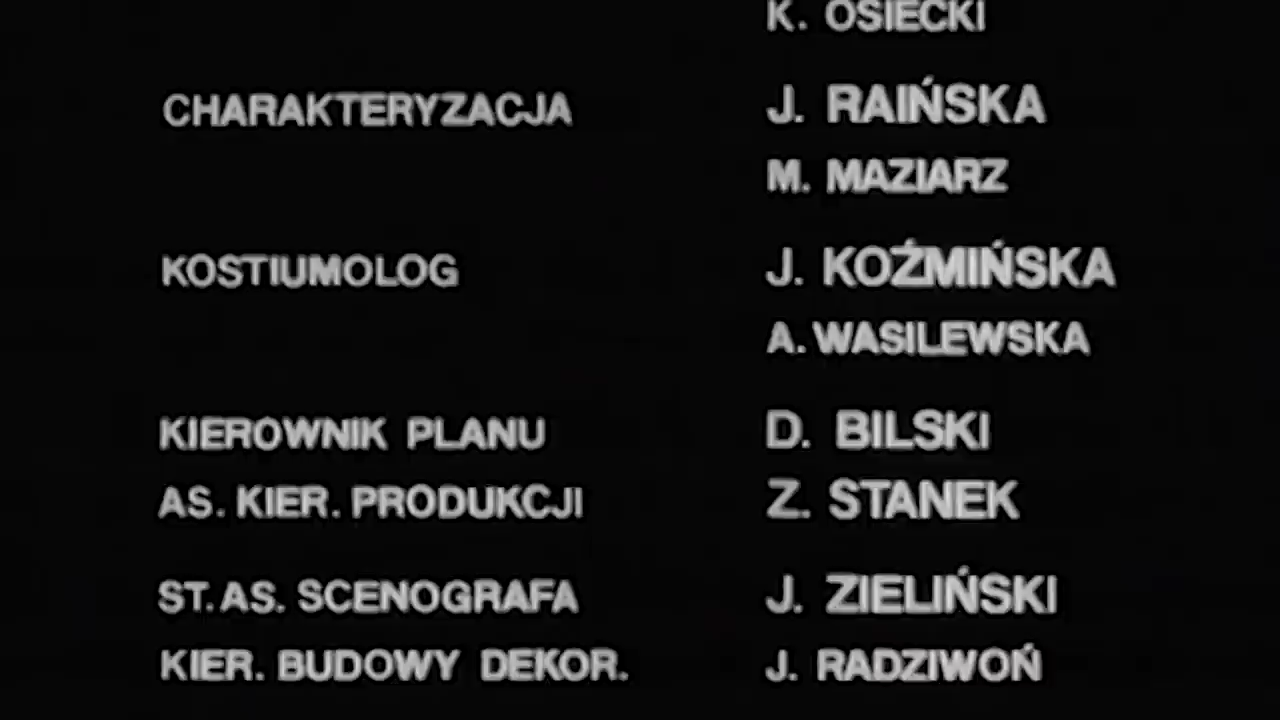 K. OSIECKI
CHARAKTERYZACJA J. RAIŃSKA
M. MAZIARZ
KOSTIUMOLOG J. KOŹMIŃSKA
A. WASILEWSKA
KIEROWNIK PLANU D. BILSKI
AS. KIER. PRODUKCJI Z. STANEK
ST. AS. SCENOGRAFA J. ZIELIŃSKI
KIER. BUDOWY DEKOR. J. RADZIWOŃ